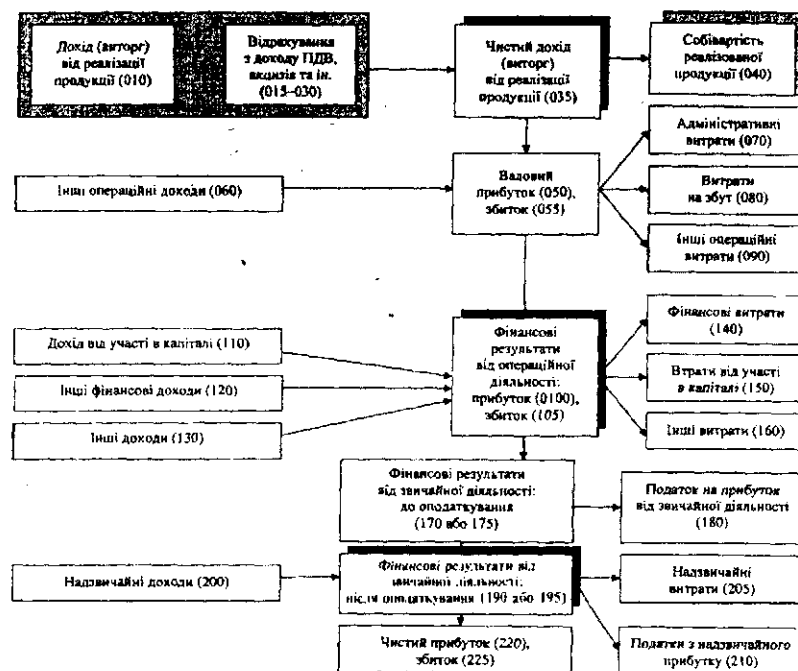 Дохід (виторг)
від реалізації
продукції (010)
Відрахування
з доходу ПДВ,
акцизів та ін.
(015–030)
Чистий дохід
(виторг)
від реалізації
продукції (035)
Собівартість
реалізованої
продукції (040)
Адміністративні
витрати (070)
Інші операційні доходи (060)
Валовий
прибуток (050),
збиток (055)
Витрати
на збут (080)
Інші операційні
витрати (090)
Дохід від участі в капіталі (110)
Інші фінансові доходи (120)
Інші доходи (130)
Фінансові
результати
від операційної
діяльності:
прибуток (0100),
збиток (105)
Фінансові витрати
(140)
Втрати від участі
в капіталі (150)
Інші витрати (160)
Фінансові результати
від звичайної діяльності:
до оподаткування
(170 або 175)
Податок на прибуток
від звичайної діяльності
(180)
Надзвичайні доходи (200)
Фінансові результати від
звичайної діяльності:
після оподаткування (190 або 195)
Надзвичайні
витрати (205)
Чистий прибуток (220),
збиток (225)
Податки з надзвичайного
прибутку (210)